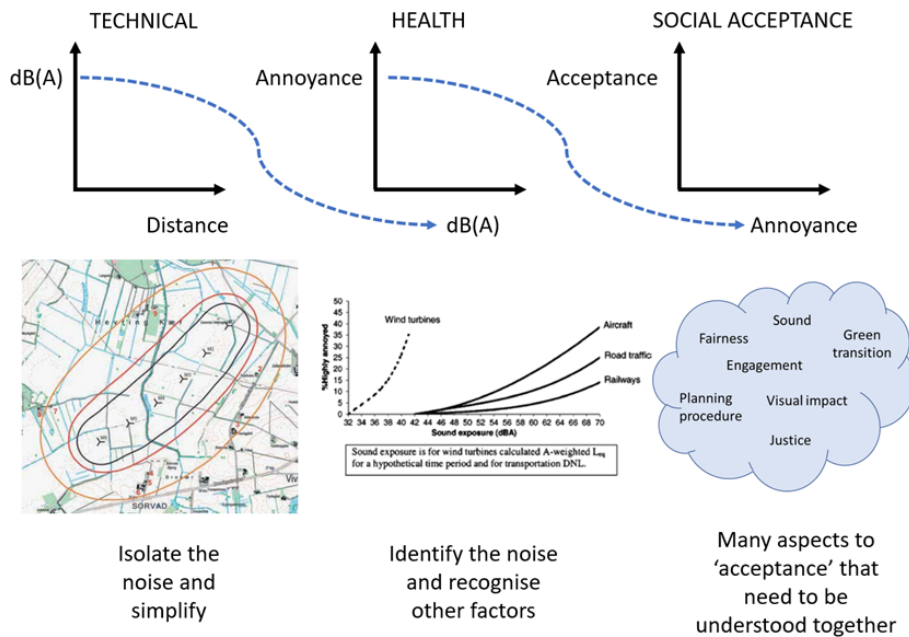 TECHNICAL
HEALTH
SOCIAL ACCEPTANCE
dB(A)
Annoyance
Acceptance
Distance
dB(A)
Annoyance
SORVAD
%Highly annoyed
50
45
40
35
30
25
20
15
10
5
0
Wind turbines
Aircraft
Road traffic
Railways
32 34 36 38 40 42 44 46 48 50 52 54 56 58 60 62 64 66 68 70
Sound exposure (dBA)
Sound exposure is for wind turbines calculated A-weighted Leq
for a hypothetical time period and for transportation DNL.
Sound
Fairness
Green
transition
Engagement
Planning
procedure
Visual impact
Justice
Isolate the
noise and
simplify
Identify the noise
and recognise
other factors
Many aspects to
‘acceptance’ that
need to be
understood together